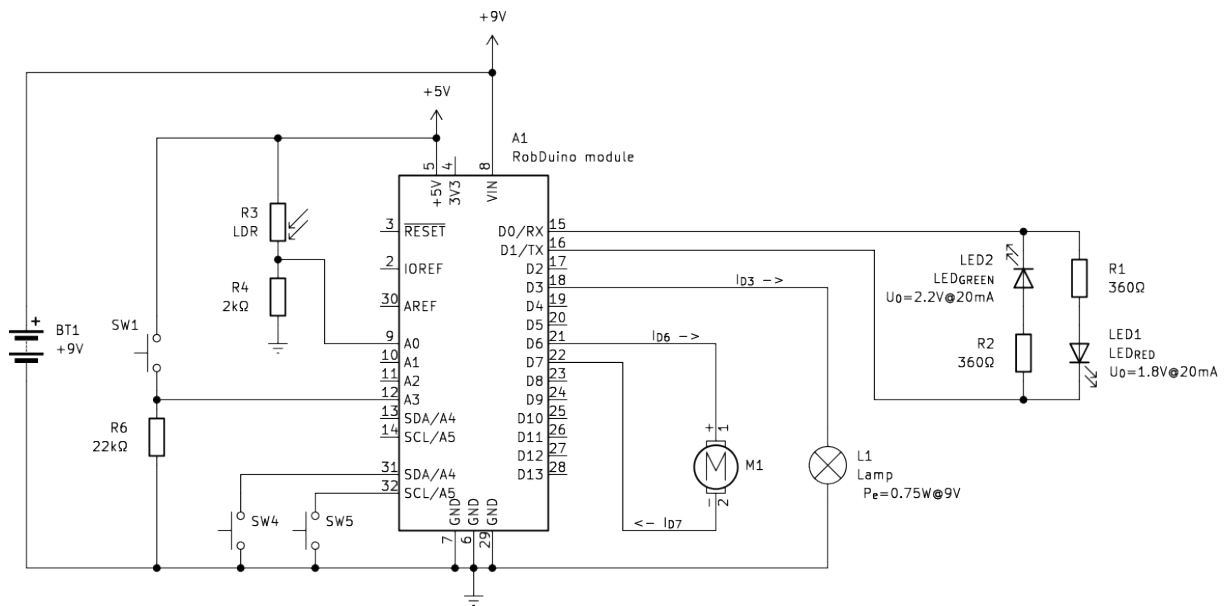 +9V
+5V
A1
RobDuino module
5
4
8
+5V
3V3
VIN
R3
LDR
R4
2kΩ
SW1
BT1
+9V
+
R6
22kΩ
SW4
SW5
3
RESET
2
IOREF
30
AREF
9
A0
10
A1
11
A2
12
A3
13
SDA/A4
14
SCL/A5
31
SDA/A4
32
SCL/A5
GND
GND
GND
7
6
29
D0/RX
15
D1/TX
16
D2
17
D3
18
D4
19
D5
20
D6
21
D7
22
D8
23
D9
24
D10
25
D11
26
D12
27
D13
28
ID3 ->
ID6 ->
<- ID7
+
1
M1
-
2
L1
Lamp
Pe=0.75W@9V
LED2
LEDGREEN
U0=2.2V@20mA
R2
360Ω
R1
360Ω
LED1
LEDRED
U0=1.8V@20mA